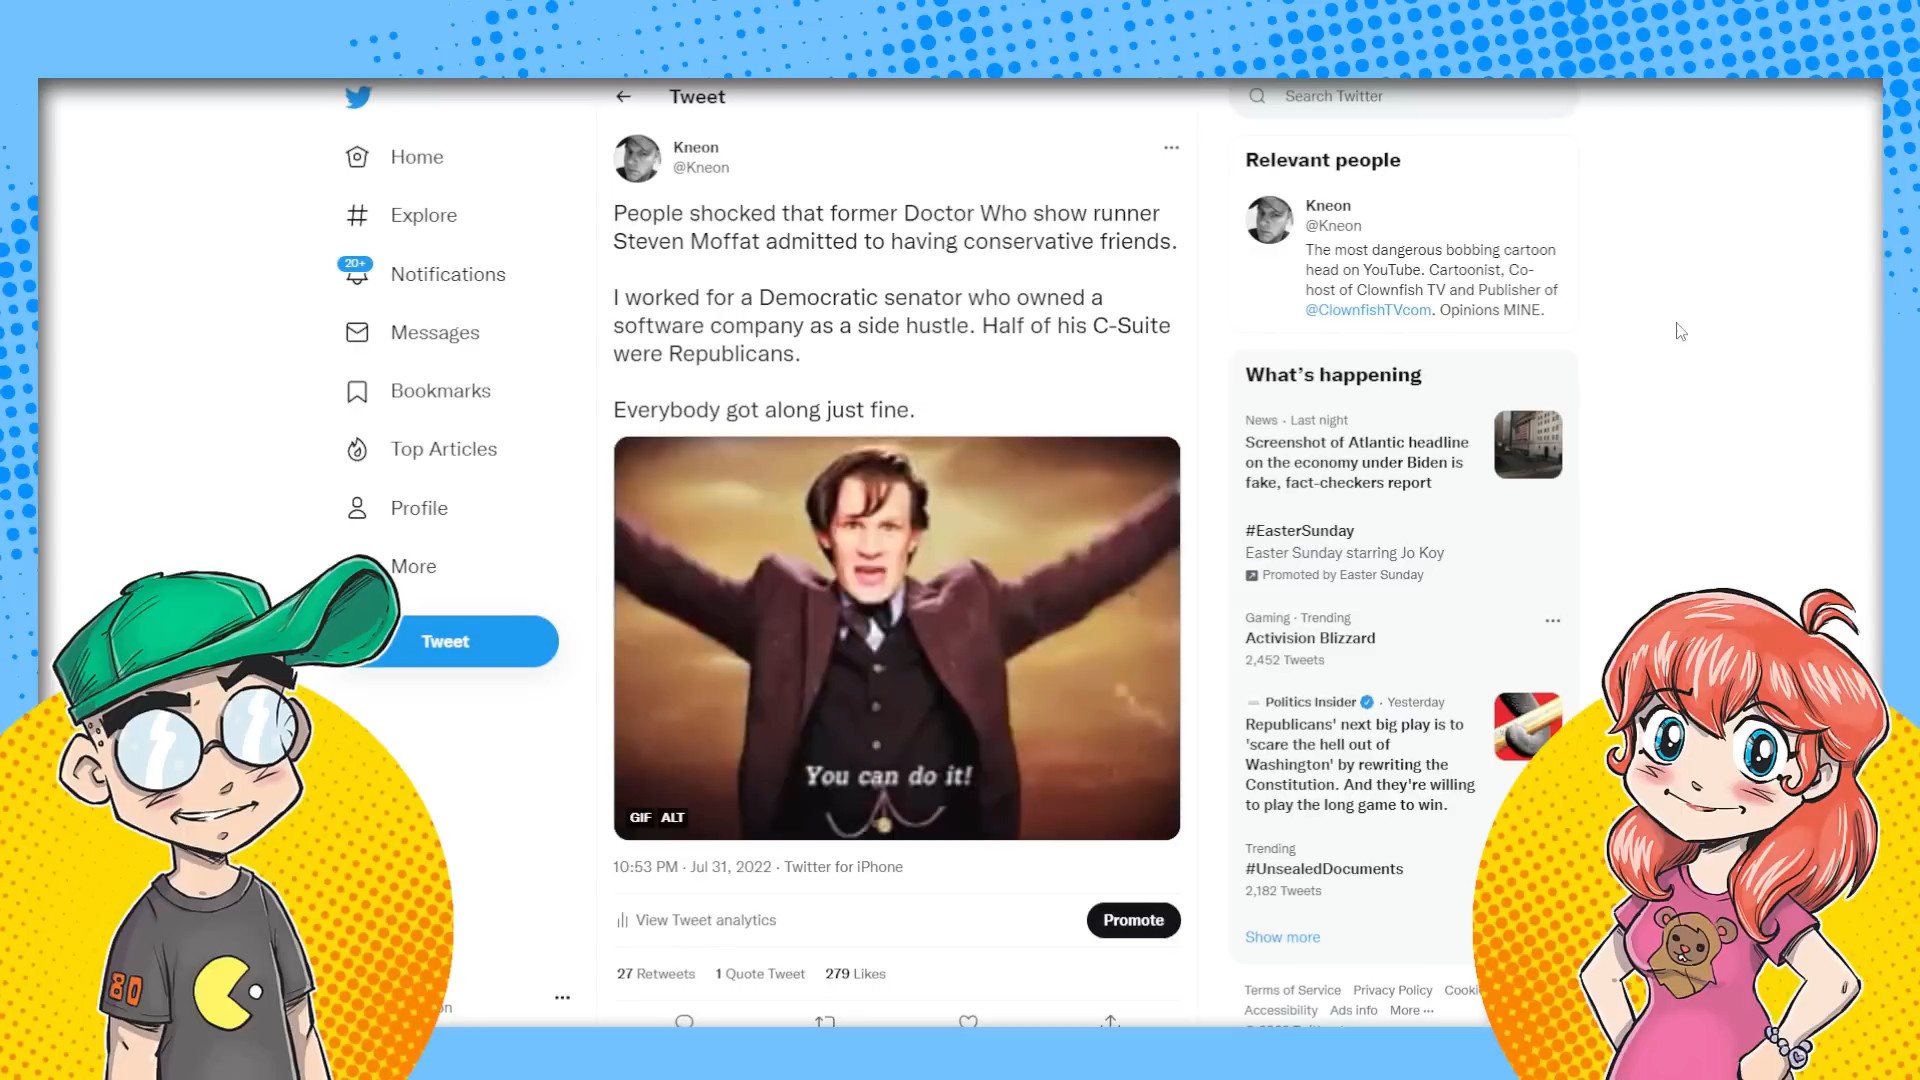 Tweet
Search Twitter
Home
Explore
20+
Notifications
Messages
Bookmarks
Top Articles
Profile
More
Tweet
Kneon
@Kneon
People shocked that former Doctor Who show runner
Steven Moffat admitted to having conservative friends.
I worked for a Democratic senator who owned a
software company as a side hustle. Half of his C-Suite
were Republicans.
Everybody got along just fine.
You can do it!
GIF ALT
10:53 PM · Jul 31, 2022 · Twitter for iPhone
View Tweet analytics
Promote
27 Retweets 1 Quote Tweet 279 Likes
Relevant people
Kneon
@Kneon
The most dangerous bobbing cartoon
head on YouTube. Cartoonist, Co-
host of Clownfish TV and Publisher of
@ClownfishTVcom. Opinions MINE.
What's happening
News · Last night
Screenshot of Atlantic headline
on the economy under Biden is
fake, fact-checkers report
#EasterSunday
Easter Sunday starring Jo Koy
Promoted by Easter Sunday
Gaming · Trending
Activision Blizzard
2,452 Tweets
Politics Insider · Yesterday
Republicans' next big play is to
'scare the hell out of
Washington' by rewriting the
Constitution. And they're willing
to play the long game to win.
Trending
#UnsealedDocuments
2,182 Tweets
Show more
Terms of Service Privacy Policy
Accessibility Ads info More ...
80